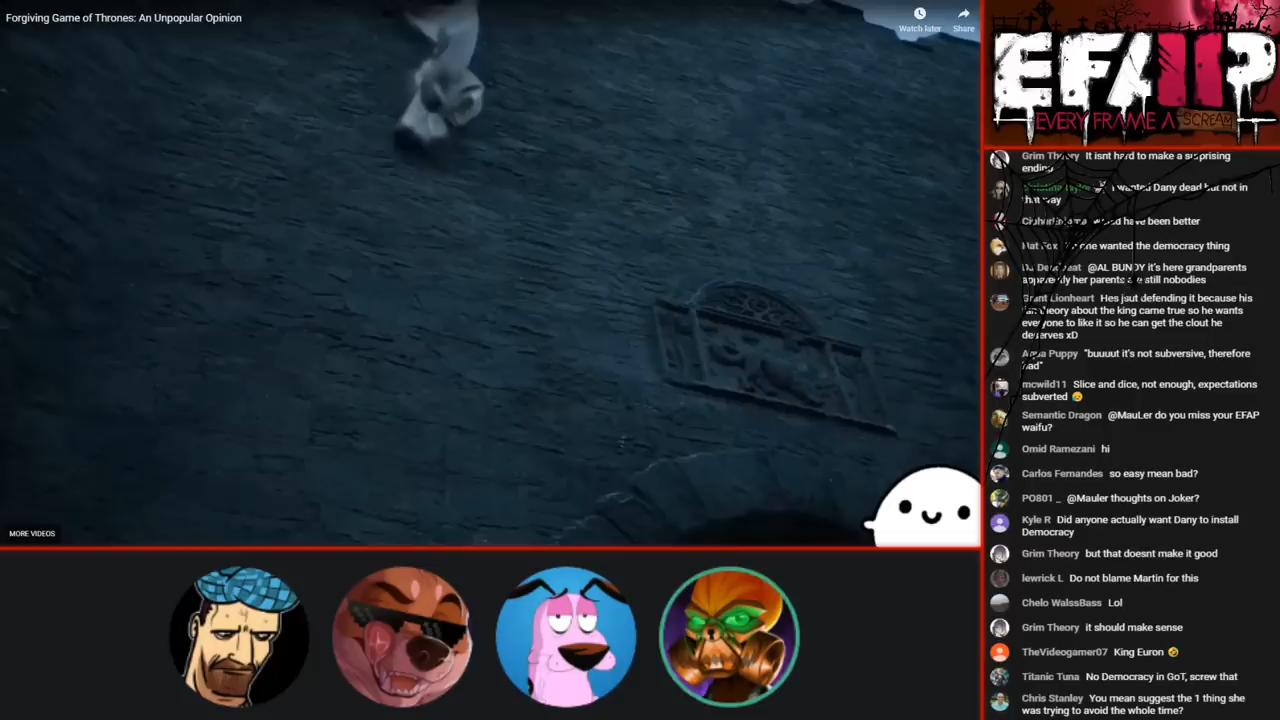 Forgiving Game of Thrones: An Unpopular Opinion
Watch later
Share
MORE VIDEOS
EFAP
EVERY FRAME A SCREAM
Grim Theory It isnt hard to make a surprising
ending
wanted Dany dead but not in
that way
would have been better
one wanted the democracy thing
@AL BUNDY it's here grandparents
apparently her parents are still nobodies
Grant Lionheart Hes jsut defending it because his
fan theory about the king came true so he wants
everyone to like it so he can get the clout he
deserves xD
Aqua Puppy "buuuut it's not subversive, therefore
bad"
mcwild11 Slice and dice, not enough, expectations
subverted 😥
Semantic Dragon @MauLer do you miss your EFAP
waifu?
Omid Ramezani hi
Carlos Fernandes so easy mean bad?
PO801 _ @Mauler thoughts on Joker?
Kyle R Did anyone actually want Dany to install
Democracy
Grim Theory but that doesnt make it good
lewrick L Do not blame Martin for this
Chelo WalssBass Lol
Grim Theory it should make sense
TheVideogamer07 King Euron 🤣
Titanic Tuna No Democracy in GoT, screw that
Chris Stanley You mean suggest the 1 thing she
was trying to avoid the whole time?